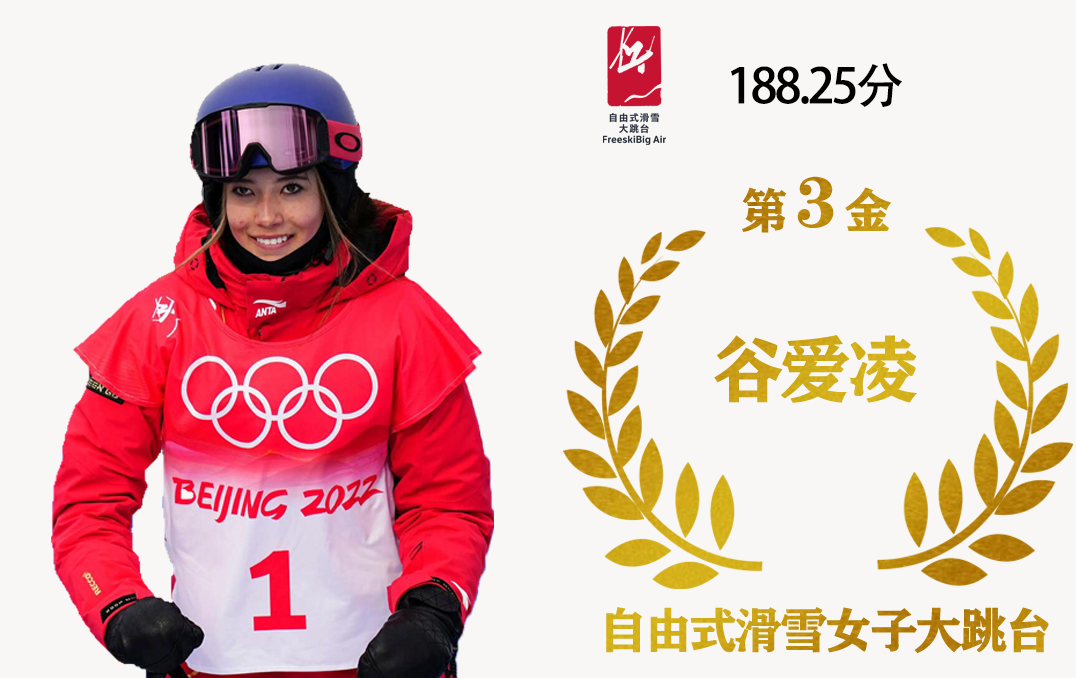 自由式滑雪
大跳台
FreeskiBig Air
188.25分
第3金
谷爱凌
自由式滑雪女子大跳台
ANTA
BEIJING 2022
1